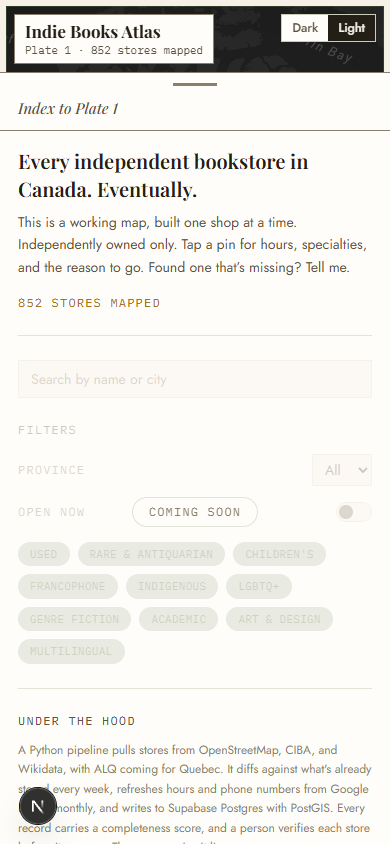 Indie Books Atlas
Plate 1 · 852 stores mapped
Dark Light
in Bay
Index to Plate 1
Every independent bookstore in
Canada. Eventually.
This is a working map, built one shop at a time.
Independently owned only. Tap a pin for hours, specialties,
and the reason to go. Found one that's missing? Tell me.
852 STORES MAPPED
Search by name or city
FILTERS
PROVINCE All
OPEN NOW COMING SOON
USED RARE & ANTIQUARIAN CHILDREN'S
FRANCOPHONE INDIGENOUS LGBTQ+
GENRE FICTION ACADEMIC ART & DESIGN
MULTILINGUAL
UNDER THE HOOD
A Python pipeline pulls stores from OpenStreetMap, CIBA, and
Wikidata, with ALQ coming for Quebec. It diffs against what's already
every week, refreshes hours and phone numbers from Google
N monthly, and writes to Supabase Postgres with PostGIS. Every
record carries a completeness score, and a person verifies each store